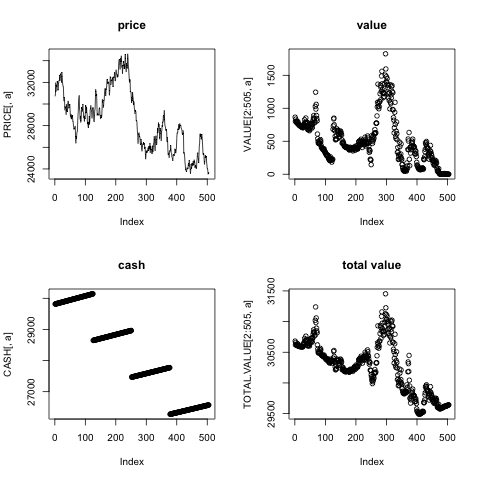 price
PRICE[, a]
32000
28000
24000
0 100 200 300 400 500
Index
value
VALUE[2:505, a]
1500
1000
500
0
0 100 200 300 400 500
Index
cash
CASH[, a]
29000
27000
0 100 200 300 400 500
Index
total value
TOTAL.VALUE[2:505, a]
31500
30500
29500
0 100 200 300 400 500
Index